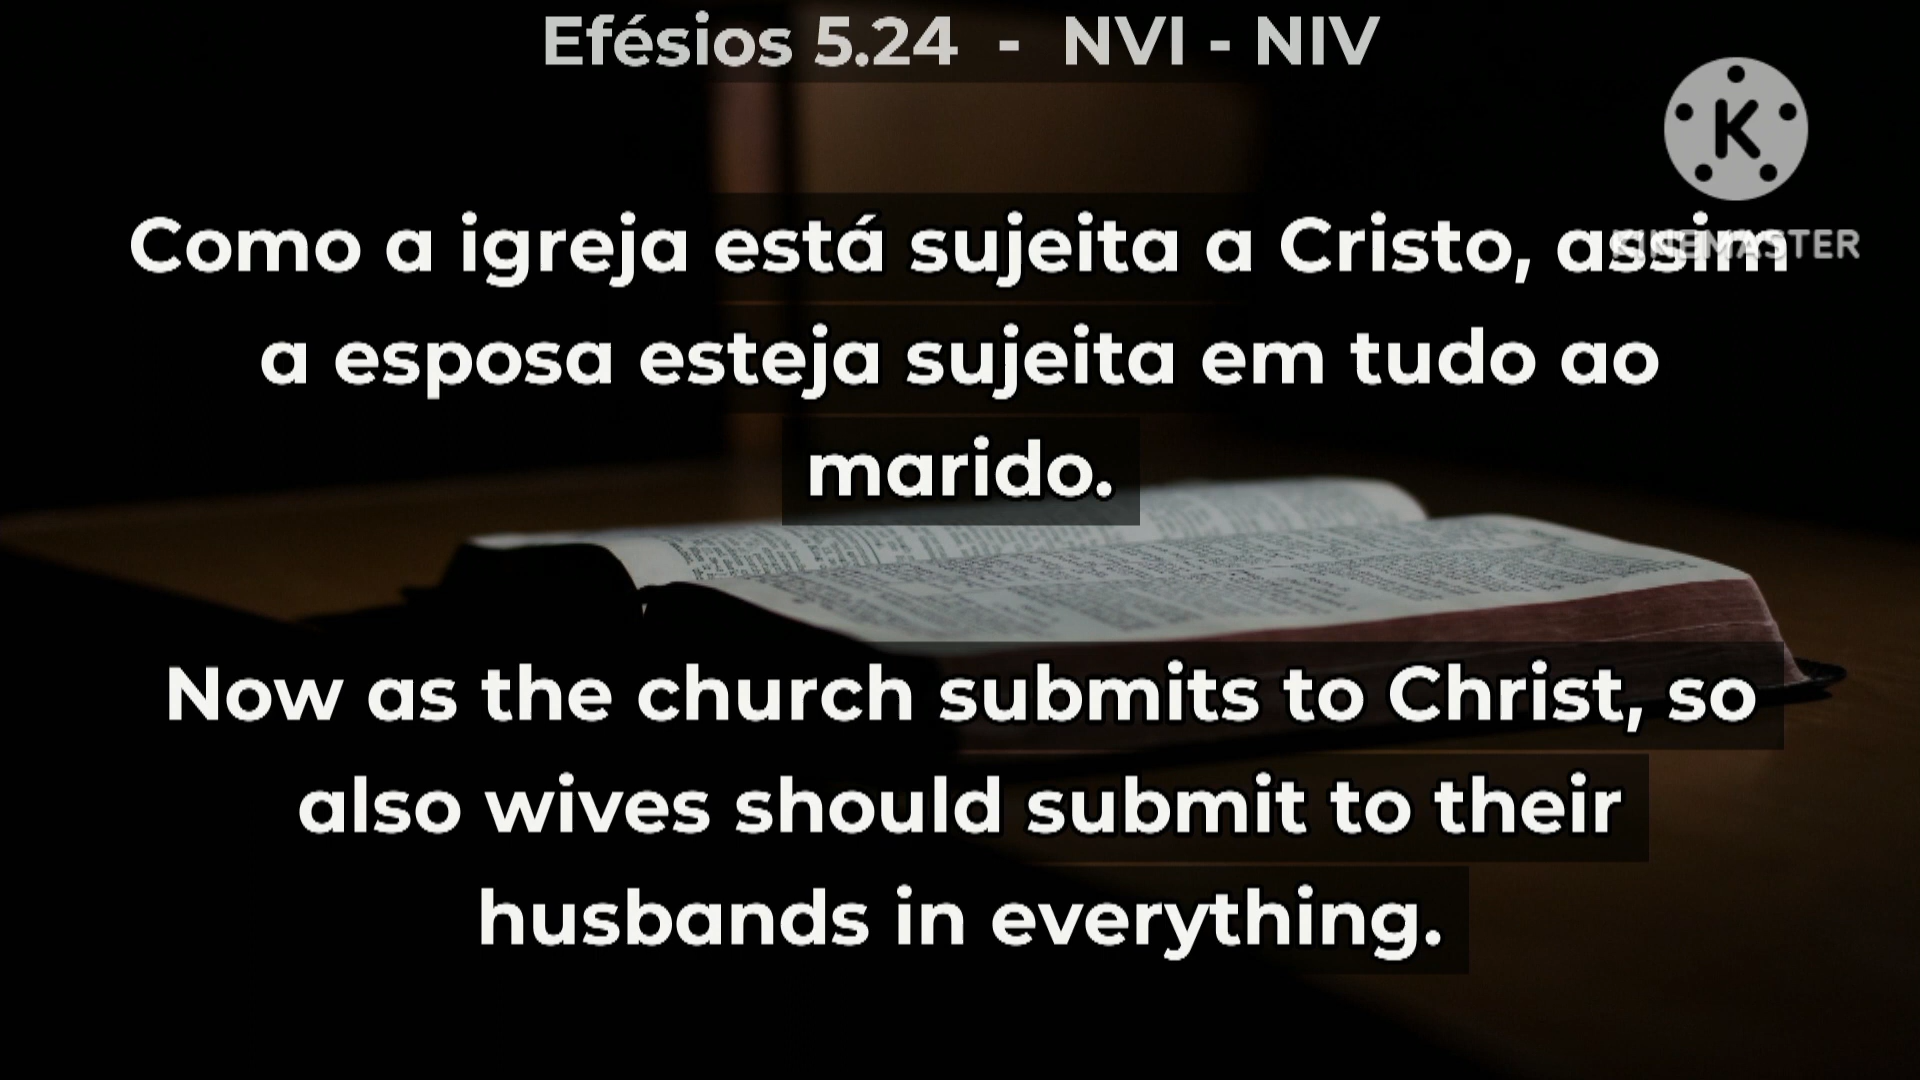 Efésios 5.24 - NVI - NIV
K
KINEMASTER
Como a igreja está sujeita a Cristo, assim
a esposa esteja sujeita em tudo ao
marido.
Now as the church submits to Christ, so
also wives should submit to their
husbands in everything.